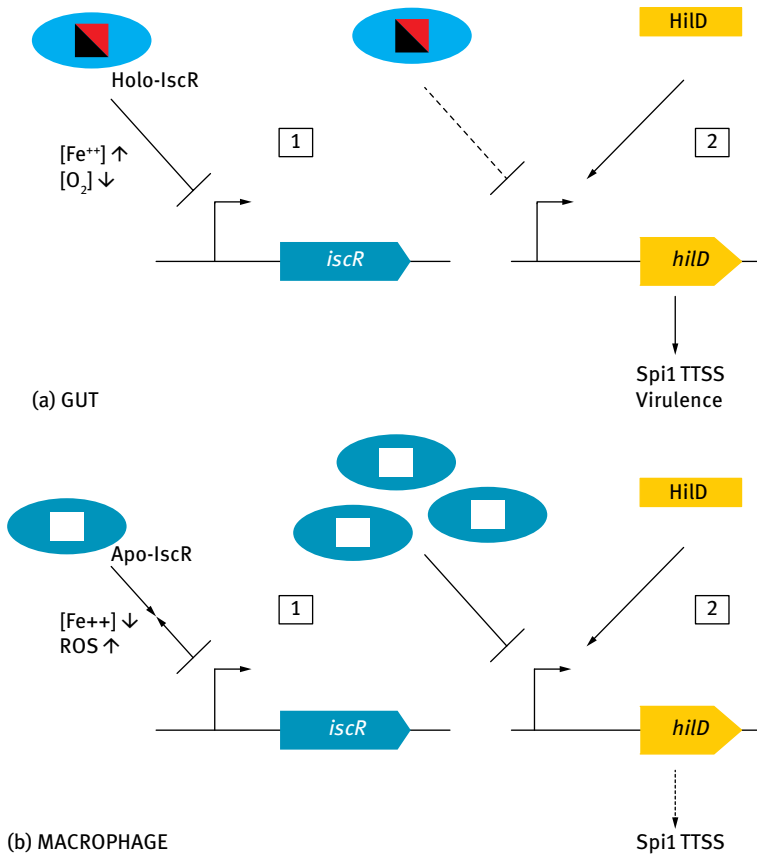 HilD
Holo-IscR
1
2
[Fe⁺⁺] ↑
[O₂] ↓
iscR
hilD
Spi1 TTSS
Virulence
(a) GUT
HilD
Apo-IscR
1
2
[Fe++] ↓
ROS ↑
iscR
hilD
(b) MACROPHAGE
Spi1 TTSS